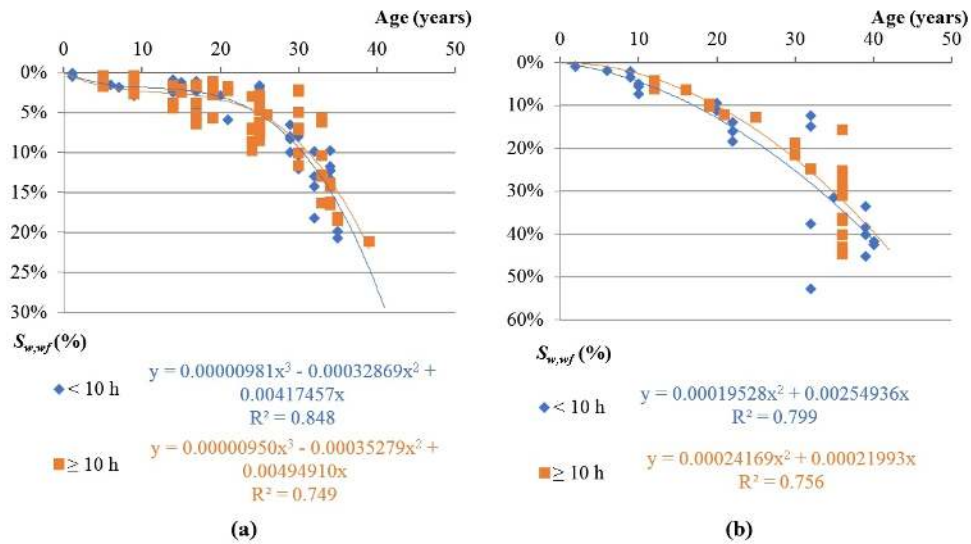 Age (years)
0 10 20 30 40 50
0%
5%
10%
15%
20%
25%
30%
S_w,wf (%)
< 10 h
y = 0.00000981x³ - 0.00032869x² +
0.00417457x
R² = 0.848
≥ 10 h
y = 0.00000950x³ - 0.00035279x² +
0.00494910x
R² = 0.749
(a)
Age (years)
0 10 20 30 40 50
0%
10%
20%
30%
40%
50%
60%
S_w,wf (%)
< 10 h
y = 0.00019528x² + 0.00254936x
R² = 0.799
≥ 10 h
y = 0.00024169x² + 0.00021993x
R² = 0.756
(b)